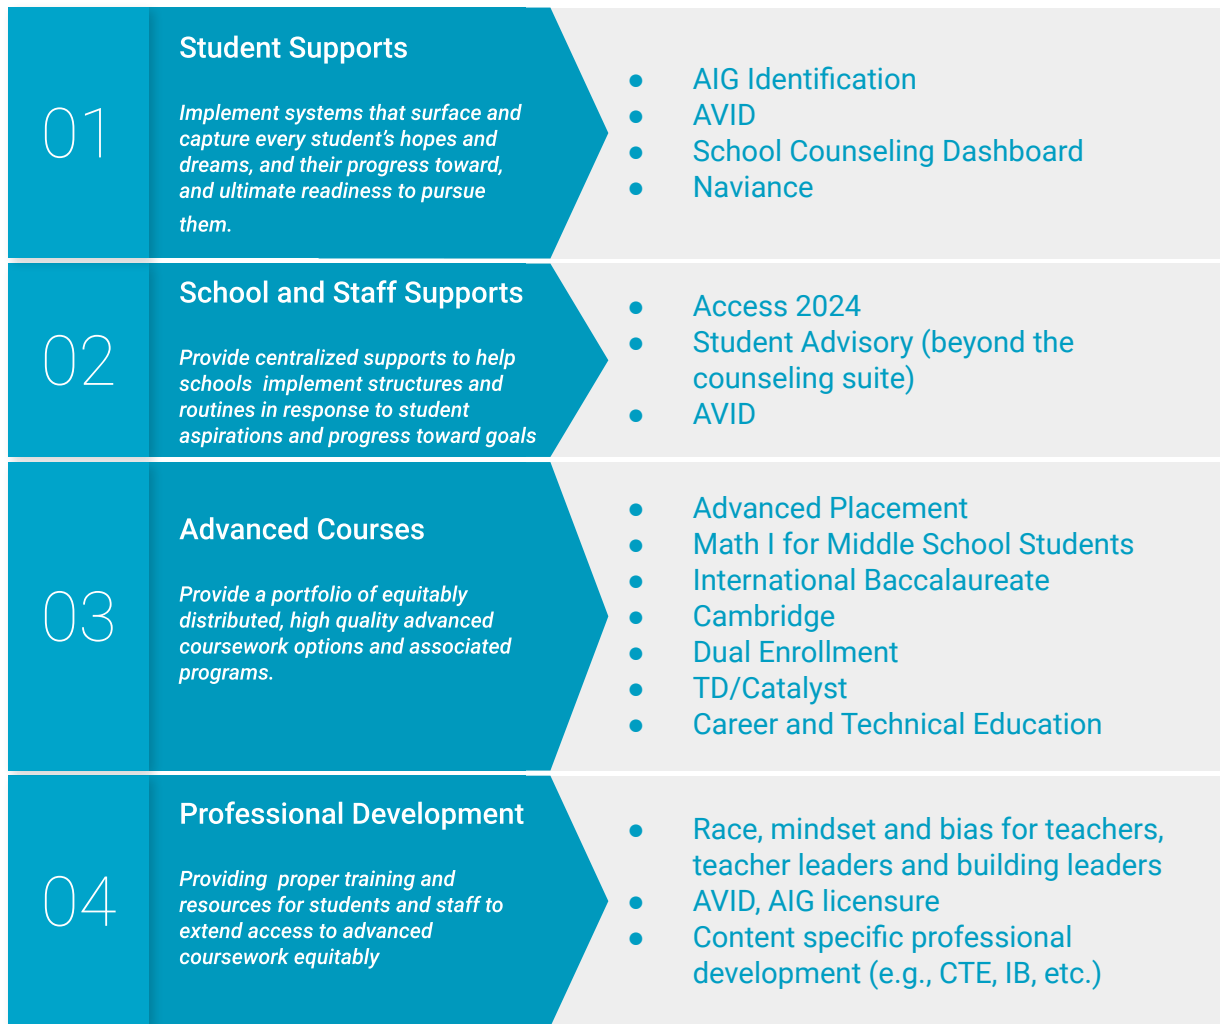 01
Student Supports
Implement systems that surface and
capture every student's hopes and
dreams, and their progress toward,
and ultimate readiness to pursue
them.
● AIG Identification
● AVID
● School Counseling Dashboard
● Naviance
02
School and Staff Supports
Provide centralized supports to help
schools  implement structures and
routines in response to student
aspirations and progress toward goals
● Access 2024
● Student Advisory (beyond the
counseling suite)
● AVID
03
Advanced Courses
Provide a portfolio of equitably
distributed, high quality advanced
coursework options and associated
programs.
● Advanced Placement
● Math I for Middle School Students
● International Baccalaureate
● Cambridge
● Dual Enrollment
● TD/Catalyst
● Career and Technical Education
04
Professional Development
Providing  proper training and
resources for students and staff to
extend access to advanced
coursework equitably
● Race, mindset and bias for teachers,
teacher leaders and building leaders
● AVID, AIG licensure
● Content specific professional
development (e.g., CTE, IB, etc.)